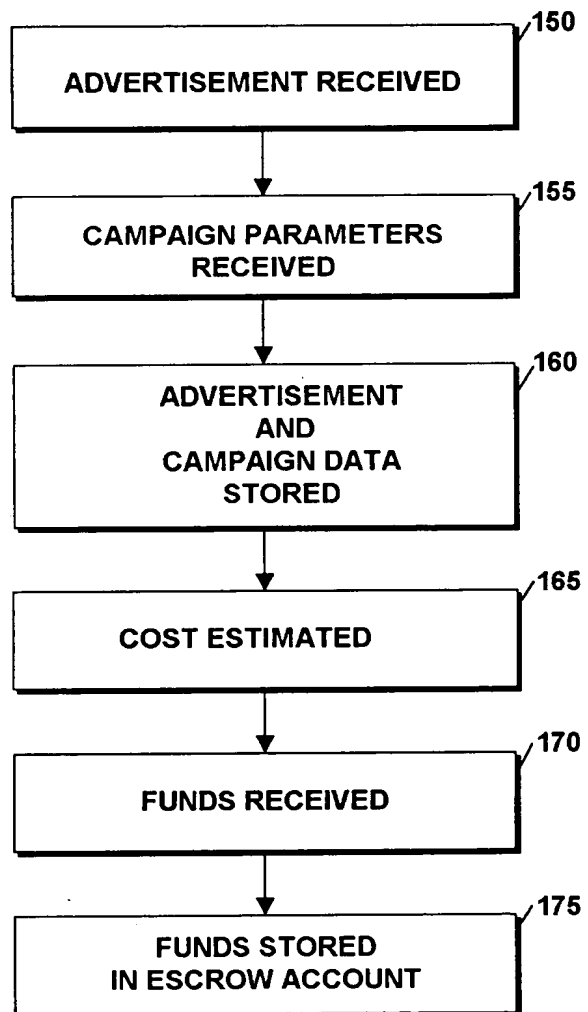 150
ADVERTISEMENT RECEIVED
155
CAMPAIGN PARAMETERS
RECEIVED
160
ADVERTISEMENT
AND
CAMPAIGN DATA
STORED
165
COST ESTIMATED
170
FUNDS RECEIVED
175
FUNDS STORED
IN ESCROW ACCOUNT